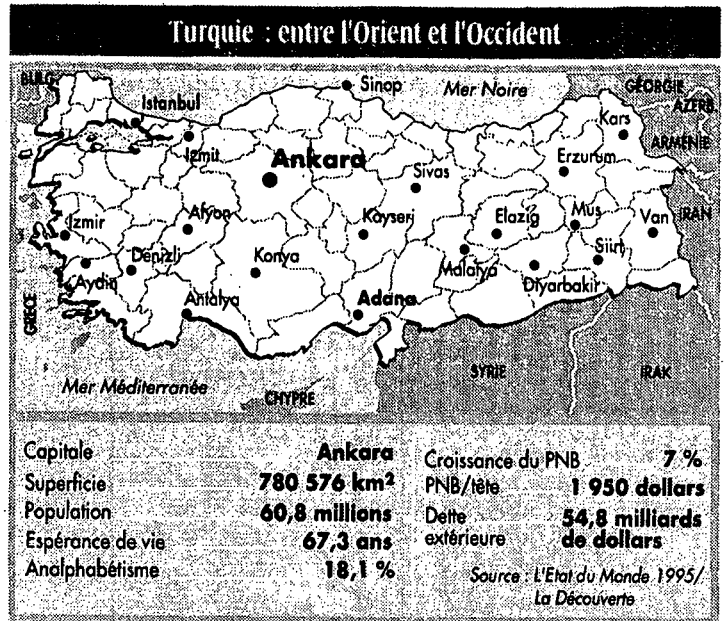 Turquie : entre l'Orient et l'Occident
BULG.
Sinop
Mer Noire
GÉORGIE
AZERB.
Istanbul
Kars
ARMÉNIE
Izmit
Ankara
Sivas
Erzurum
Izmir
Afyon
Kayseri
Elazig
Mus
Van
IRAN
Denizli
Konya
Malatya
Siirt
Aydin
Diyarbakir
Antalya
Adana
GRÈCE
SYRIE
IRAK
Mer Méditerranée
CHYPRE
Capitale Ankara
Superficie 780 576 km²
Population 60,8 millions
Espérance de vie 67,3 ans
Analphabétisme 18,1 %
Croissance du PNB 7 %
PNB/tête 1 950 dollars
Dette 54,8 milliards
extérieure de dollars
Source : L'Etat du Monde 1995/
La Découverte